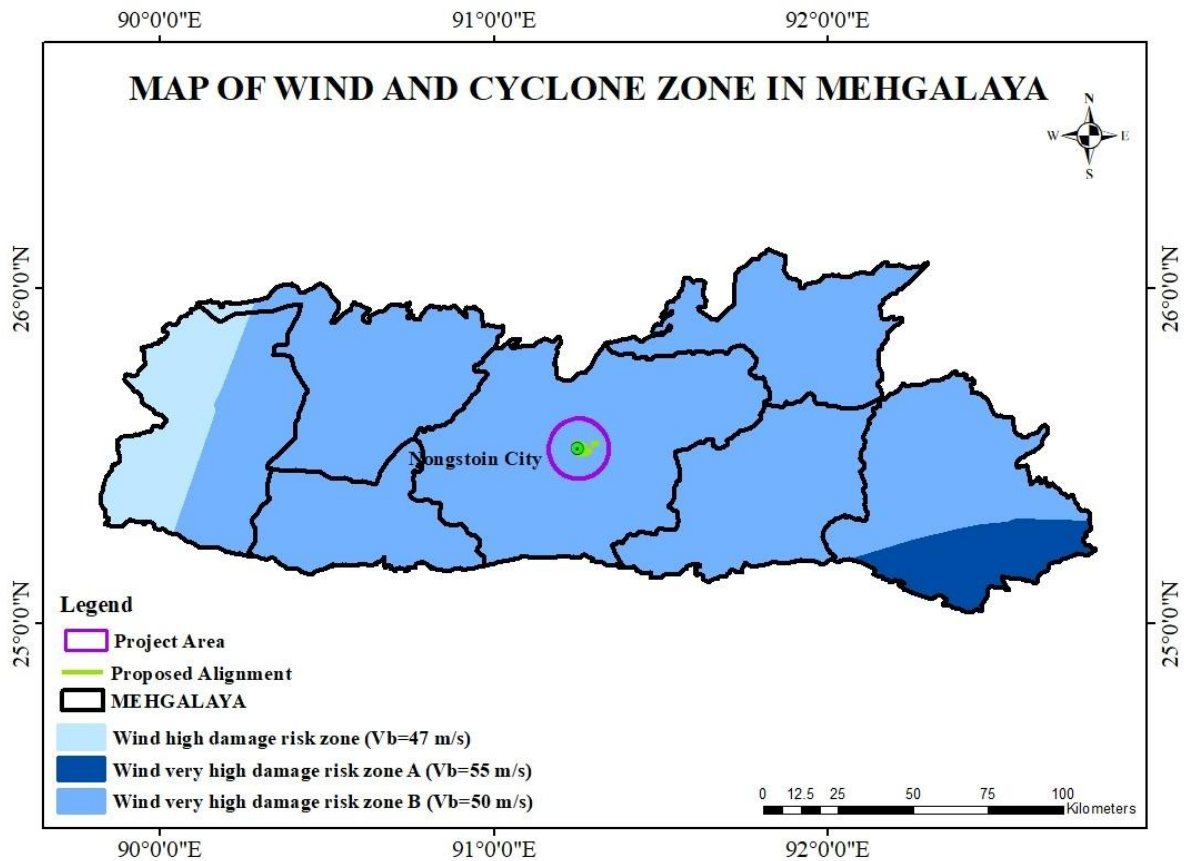 90°0'0"E 91°0'0"E 92°0'0"E
MAP OF WIND AND CYCLONE ZONE IN MEHGALAYA
N
W E
S
26°0'0"N 26°0'0"N
Nongstoin City
25°0'0"N 25°0'0"N
Legend
Project Area
Proposed Alignment
MEHGALAYA
Wind high damage risk zone (Vb=47 m/s)
Wind very high damage risk zone A (Vb=55 m/s)
Wind very high damage risk zone B (Vb=50 m/s)
0 12.5 25 50 75 100
Kilometers
90°0'0"E 91°0'0"E 92°0'0"E